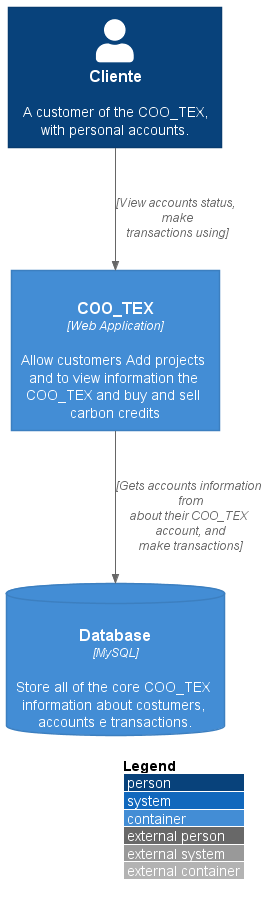 Cliente
A customer of the COO_TEX,
with personal accounts.
[View accounts status,
make
transactions using]
COO_TEX
[Web Application]
Allow customers Add projects
and to view information the
COO_TEX and buy and sell
carbon credits
[Gets accounts information
from
about their COO_TEX
account, and
make transactions]
Database
[MySQL]
Store all of the core COO_TEX
information about costumers,
accounts e transactions.
Legend
person
system
container
external person
external system
external container